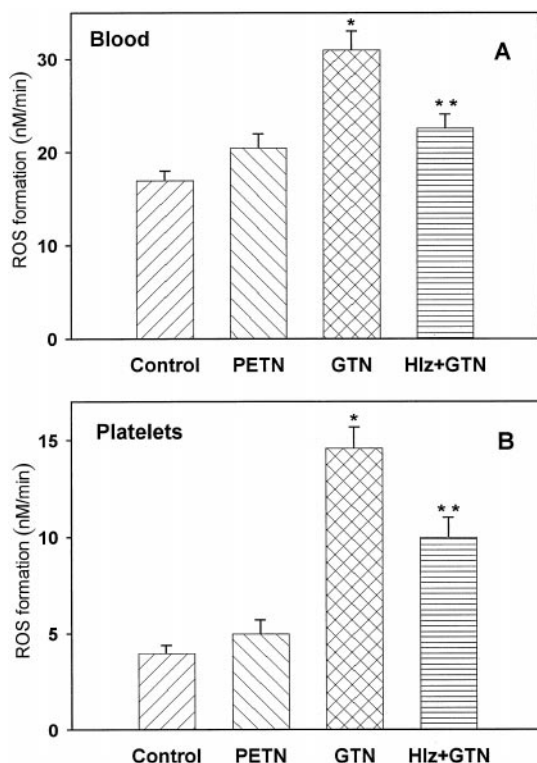 Blood
A
ROS formation (nM/min)
30
20
10
0
*
* *
Control PETN GTN Hlz+GTN
Platelets
B
ROS formation (nM/min)
15
10
5
0
*
* *
Control PETN GTN Hlz+GTN